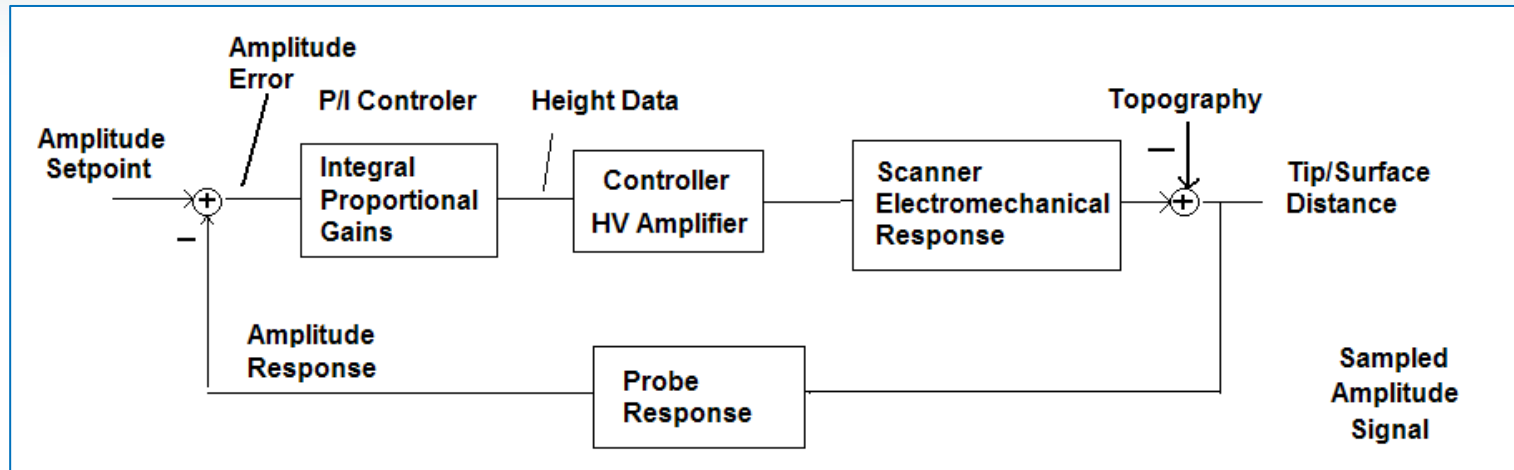 Amplitude
Error
P/I Controler
Height Data
Topography
Amplitude
Setpoint
Integral
Proportional
Gains
Controller
HV Amplifier
Scanner
Electromechanical
Response
Tip/Surface
Distance
+
+
−
−
Amplitude
Response
Probe
Response
Sampled
Amplitude
Signal